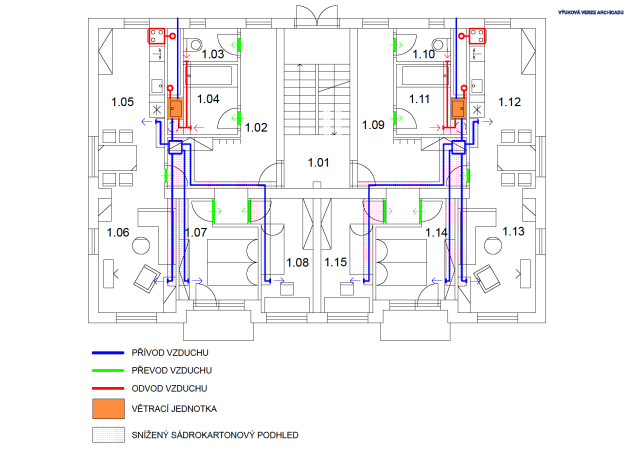 VÝUKOVÁ VERZE ARCHICADU
1.03
1.10
1.05
1.04
1.11
1.12
1.02
1.09
1.01
1.06
1.07
1.14
1.13
1.08
1.15
PŘÍVOD VZDUCHU
PŘEVOD VZDUCHU
ODVOD VZDUCHU
VĚTRACÍ JEDNOTKA
SNÍŽENÝ SÁDROKARTONOVÝ PODHLED